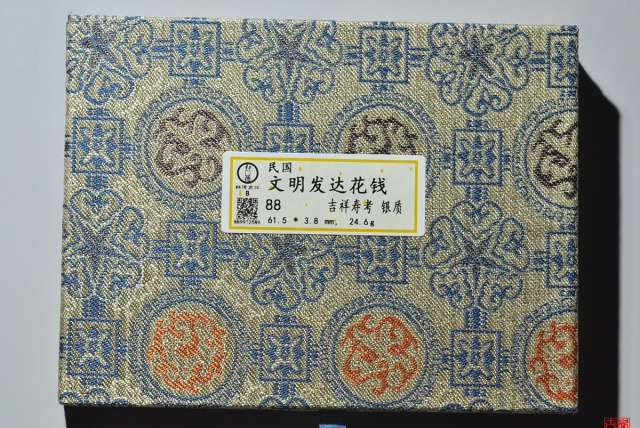 民国
文明发达花钱
88 吉祥寿考 银质
61.5 * 3.8 mm, 24.6g